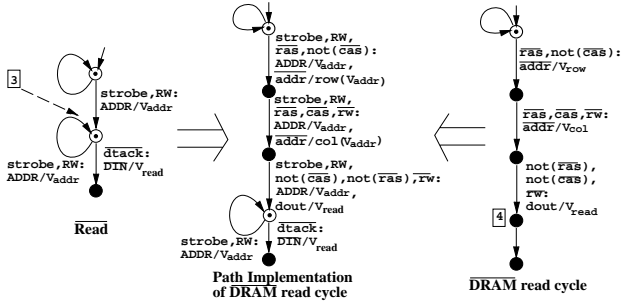 3
strobe,RW:
ADDR/Vaddr
strobe,RW:
ADDR/Vaddr
dtack:
DIN/Vread
Read
strobe,RW,
ras,not(cas):
ADDR/Vaddr,
addr/row(Vaddr)
strobe,RW,
ras,cas,rw:
ADDR/Vaddr,
addr/col(Vaddr)
strobe,RW,
not(cas),not(ras),rw:
ADDR/Vaddr,
dout/Vread
strobe,RW:
ADDR/Vaddr
dtack:
DIN/Vread
Path Implementation
of DRAM read cycle
ras,not(cas):
addr/Vrow
ras,cas,rw:
addr/Vcol
not(ras),
not(cas),
rw:
dout/Vread
4
DRAM read cycle